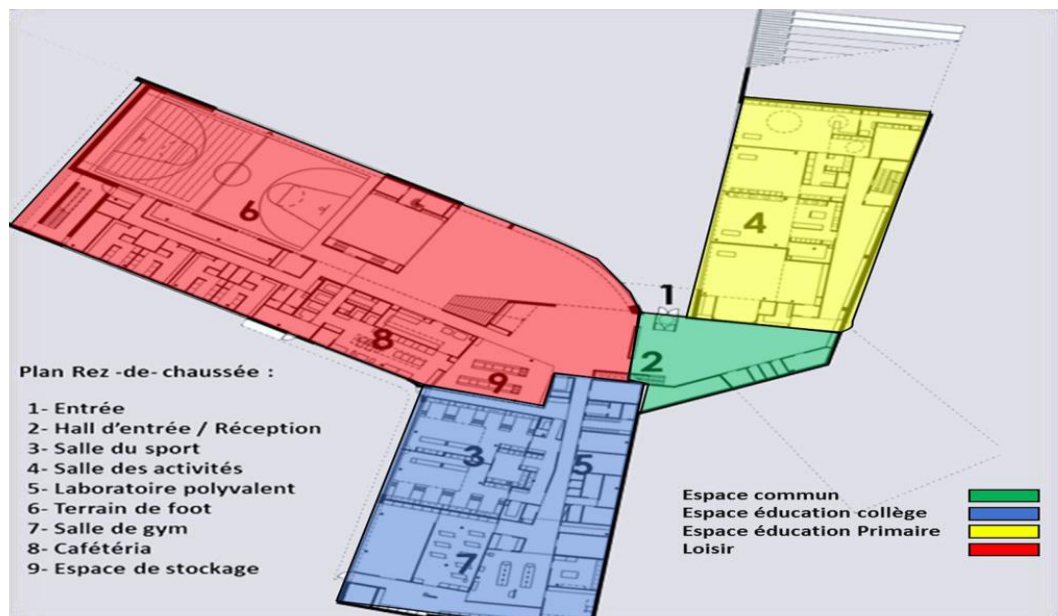 6
4
1
2
8
9
3
5
7
Plan Rez -de- chaussée :
1- Entrée
2- Hall d'entrée / Réception
3- Salle du sport
4- Salle des activités
5- Laboratoire polyvalent
6- Terrain de foot
7- Salle de gym
8- Cafétéria
9- Espace de stockage
Espace commun
Espace éducation collège
Espace éducation Primaire
Loisir